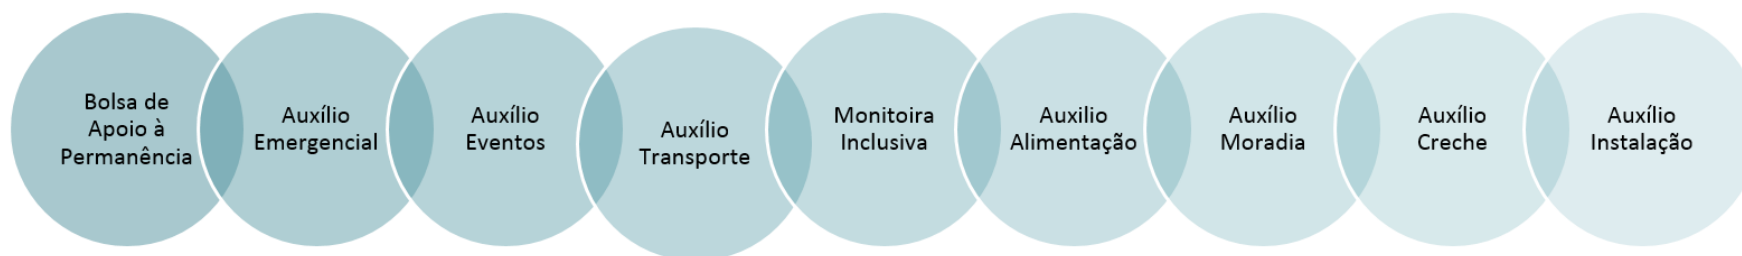 Bolsa de
Apoio à
Permanência
Auxílio
Emergencial
Auxílio
Eventos
Auxílio
Transporte
Monitoira
Inclusiva
Auxilio
Alimentação
Auxílio
Moradia
Auxílio
Creche
Auxílio
Instalação